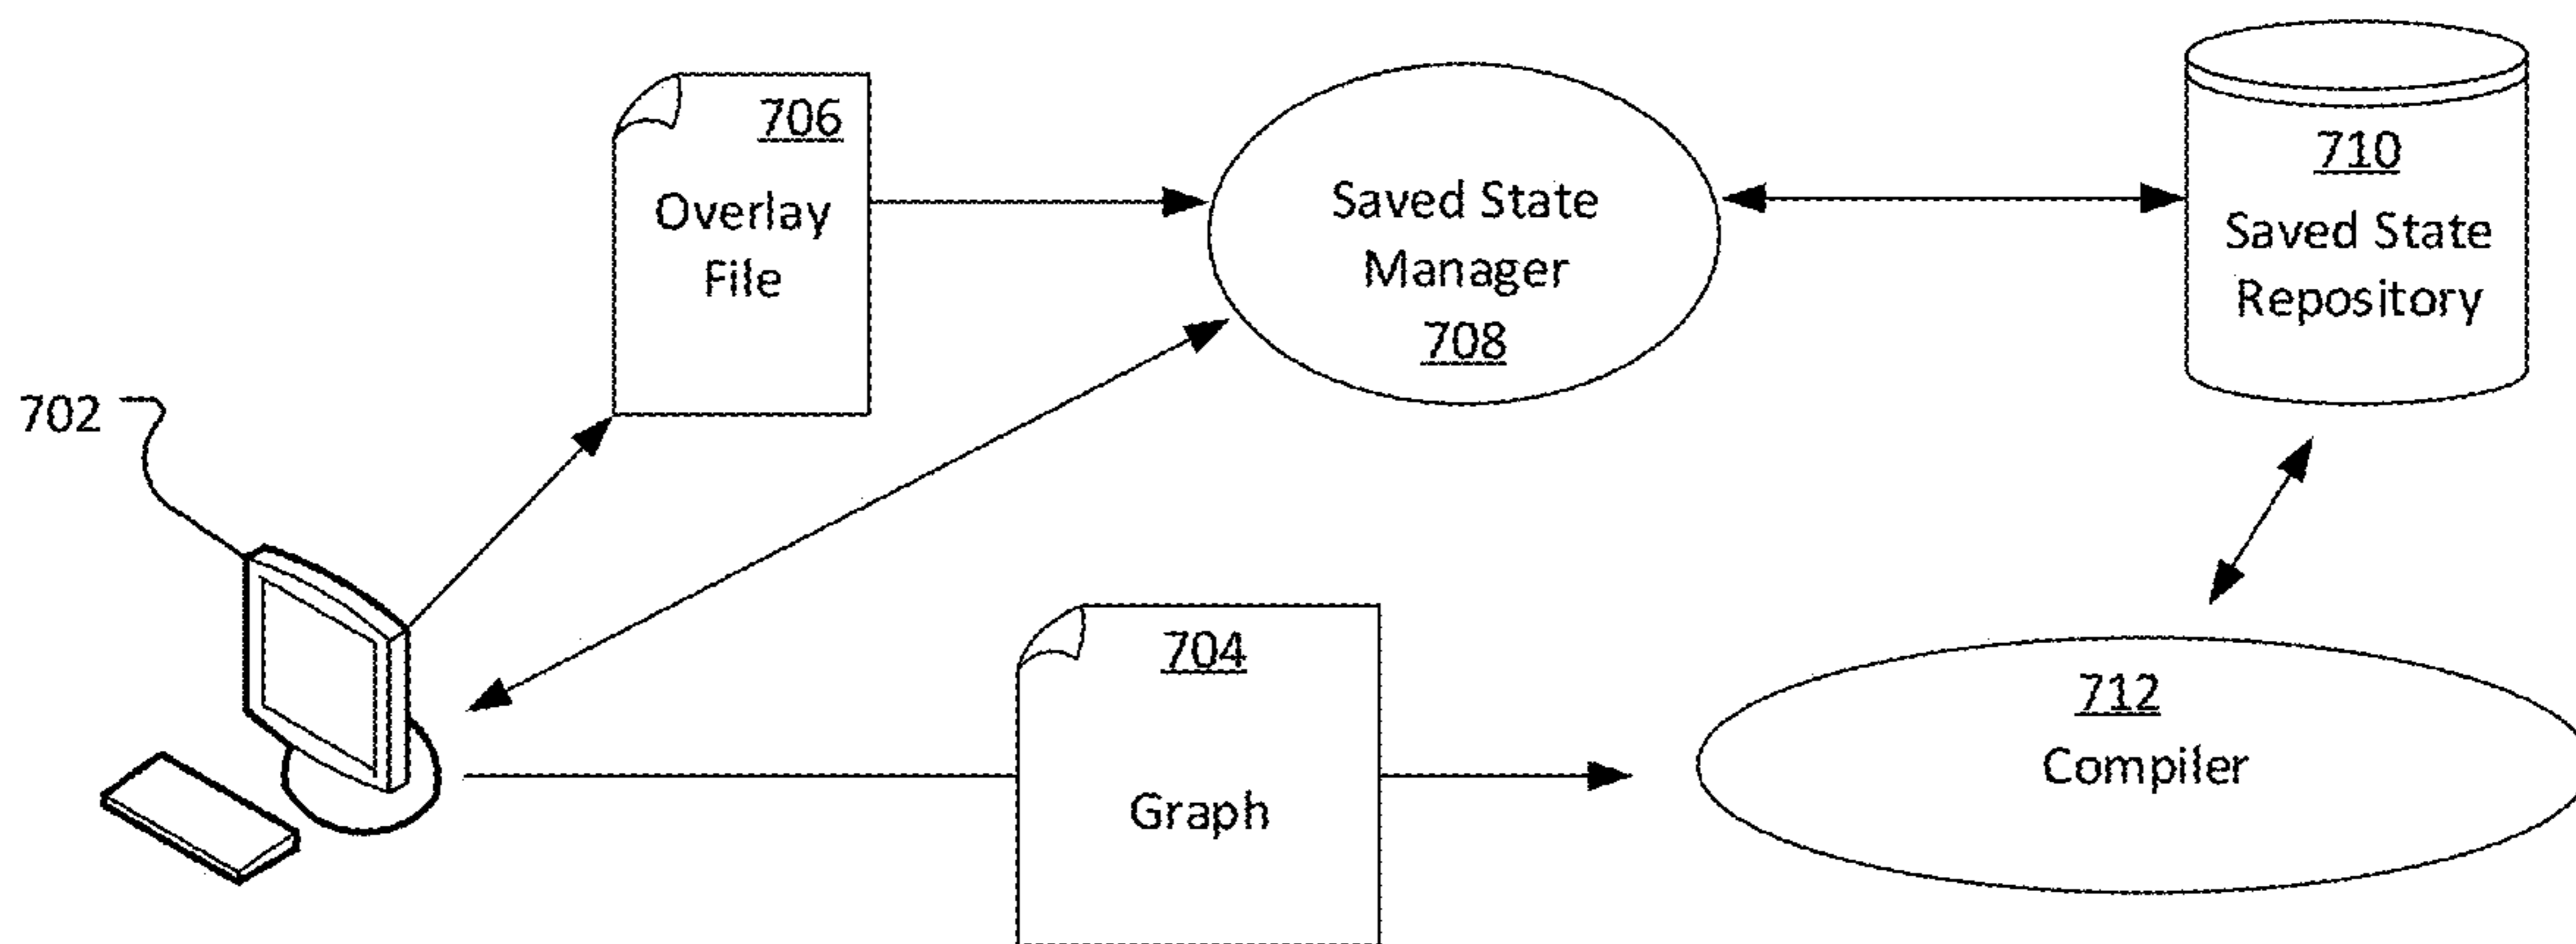 706
Overlay
File
Saved State
Manager
708
710
Saved State
Repository
702
704
Graph
712
Compiler